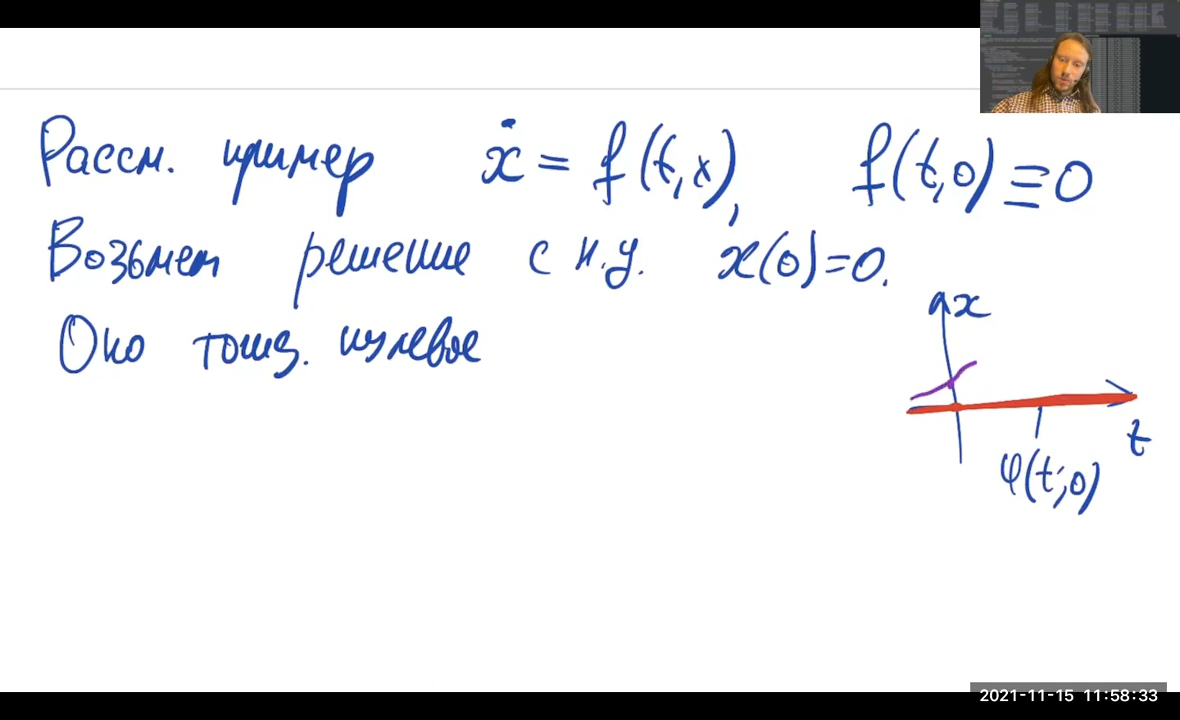 Рассм. пример ẋ = f(t,x), f(t,0) ≡ 0
Возьмем решение с н.у. x(0)=0.
Оно тожд. нулевое
x
t
φ(t;0)
2021-11-15 11:58:33